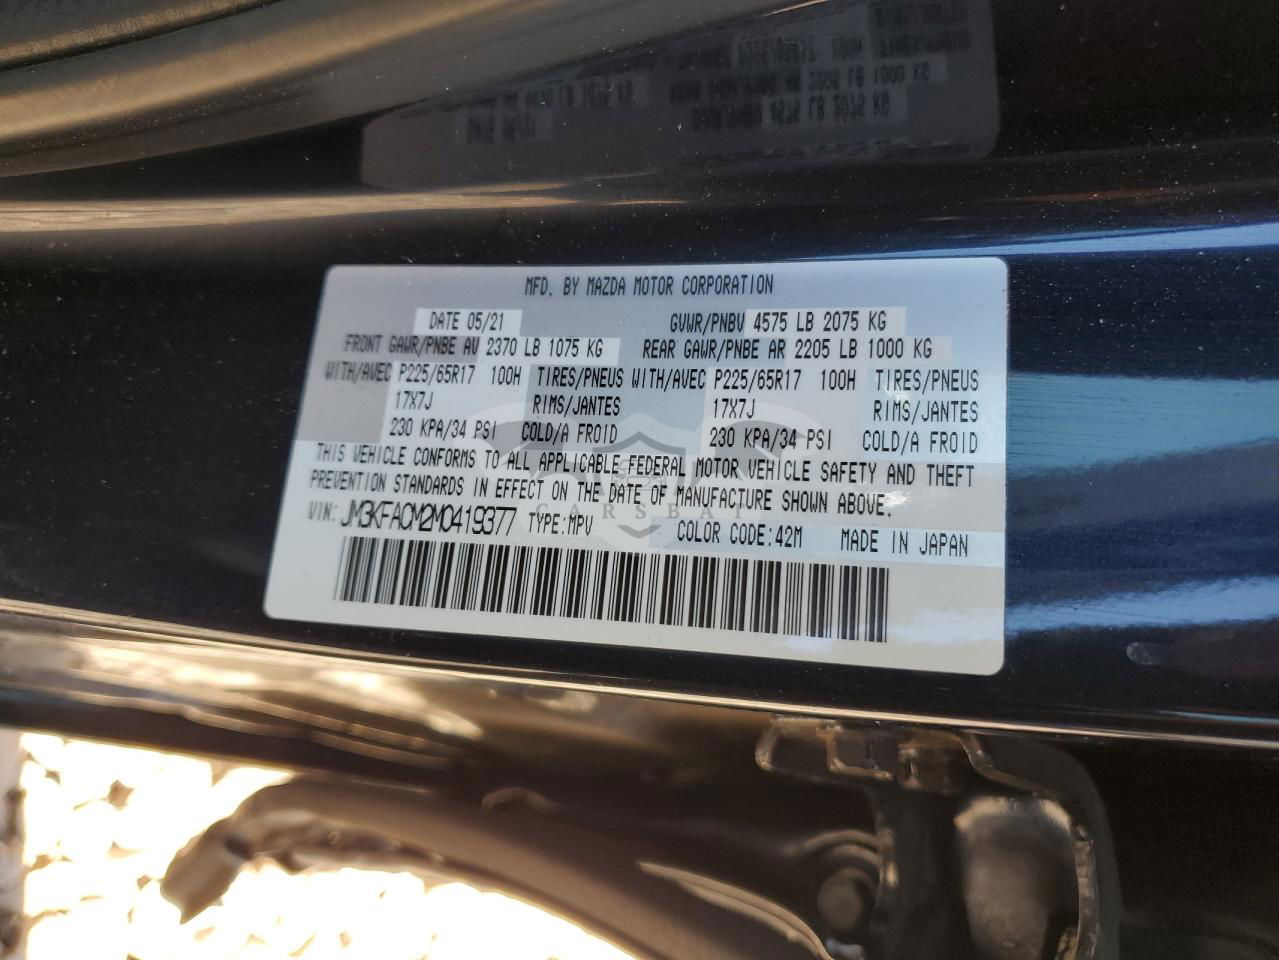 MFD. BY MAZDA MOTOR CORPORATION
DATE 05/21 GVWR/PNBV 4575 LB 2075 KG
FRONT GAWR/PNBE AV 2370 LB 1075 KG REAR GAWR/PNBE AR 2205 LB 1000 KG
WITH/AVEC P225/65R17 100H TIRES/PNEUS WITH/AVEC P225/65R17 100H TIRES/PNEUS
17X7J RIMS/JANTES 17X7J RIMS/JANTES
230 KPA/34 PSI COLD/A FROID 230 KPA/34 PSI COLD/A FROID
THIS VEHICLE CONFORMS TO ALL APPLICABLE FEDERAL MOTOR VEHICLE SAFETY AND THEFT
PREVENTION STANDARDS IN EFFECT ON THE DATE OF MANUFACTURE SHOWN ABOVE.
CARSBAT
VIN: JM3KFACM2M0419377 TYPE:MPV COLOR CODE:42M MADE IN JAPAN